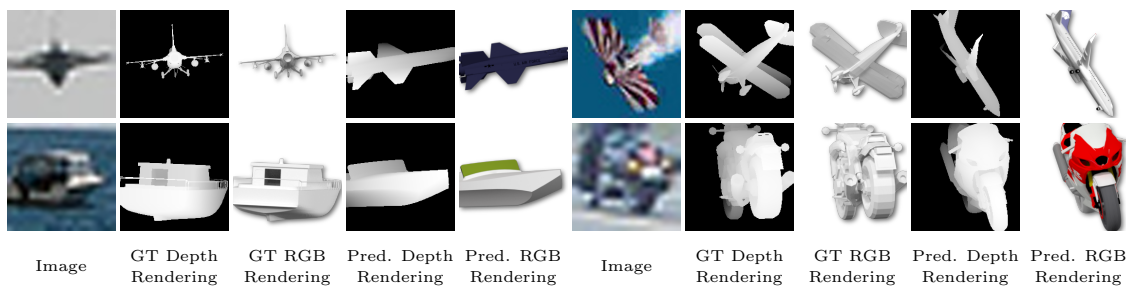 Image
GT Depth
Rendering
GT RGB
Rendering
Pred. Depth
Rendering
Pred. RGB
Rendering
Image
GT Depth
Rendering
GT RGB
Rendering
Pred. Depth
Rendering
Pred. RGB
Rendering